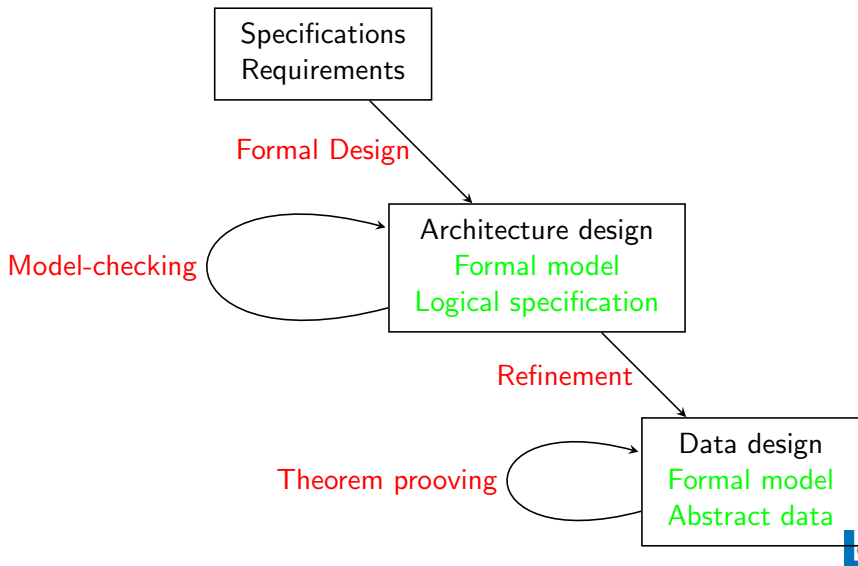 Specifications
Requirements
Formal Design
Architecture design
Formal model
Logical specification
Model-checking
Refinement
Data design
Formal model
Abstract data
Theorem prooving